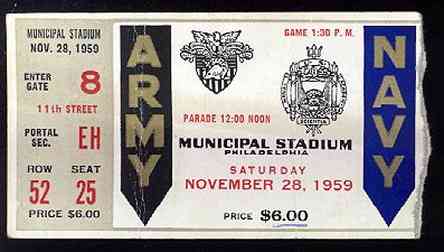 MUNICIPAL STADIUM
NOV. 28, 1959
ENTER
GATE 8
11th STREET
PORTAL
SEC. EH
ROW SEAT
52 25
PRICE $6.00
ARMY
GAME 1:30 P. M.
PARADE 12:00 NOON
MUNICIPAL STADIUM
PHILADELPHIA
SATURDAY
NOVEMBER 28, 1959
PRICE $6.00
NAVY